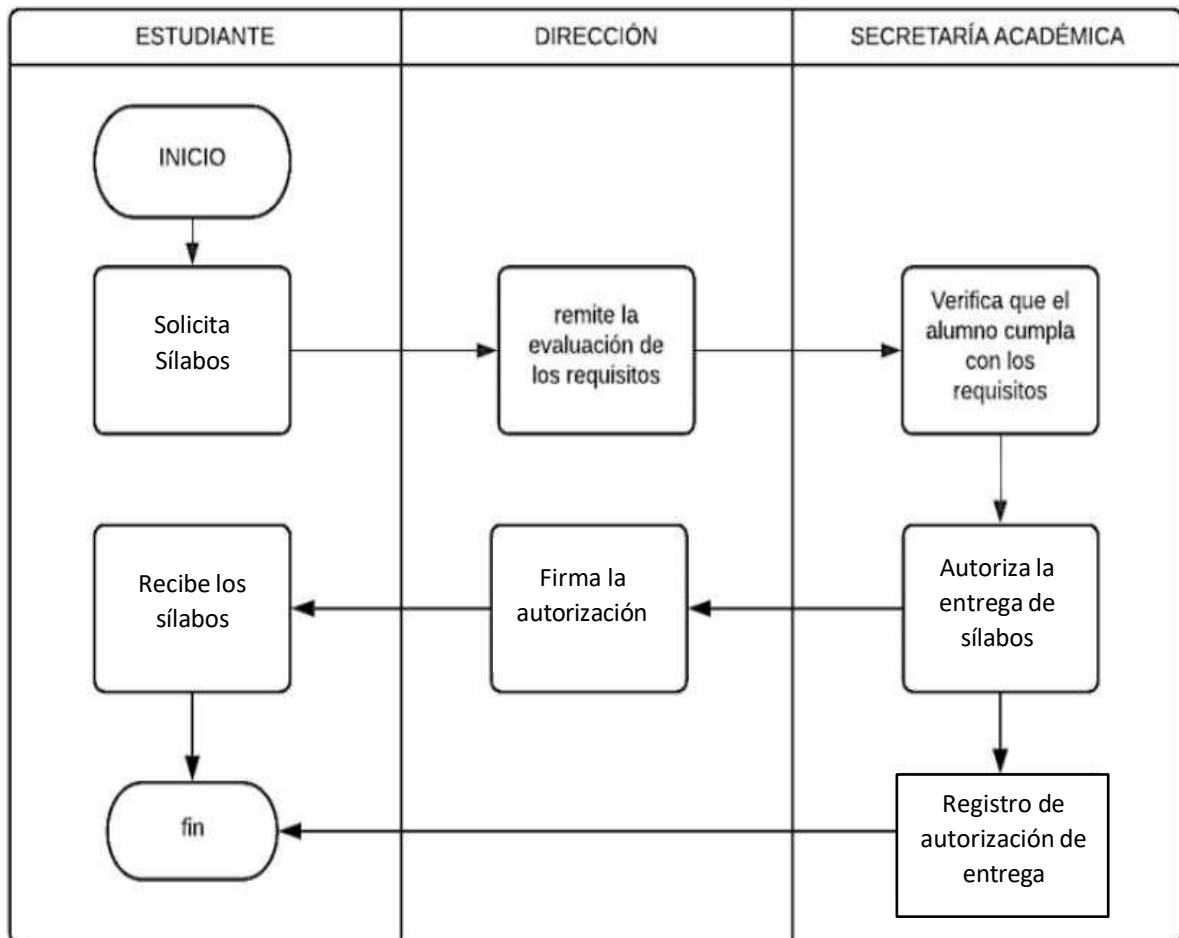 ESTUDIANTE
DIRECCIÓN
SECRETARÍA ACADÉMICA
INICIO
Solicita
Sílabos
remite la
evaluación de
los requisitos
Verifica que el
alumno cumpla
con los
requisitos
Recibe los
sílabos
Firma la
autorización
Autoriza la
entrega de
sílabos
fin
Registro de
autorización de
entrega